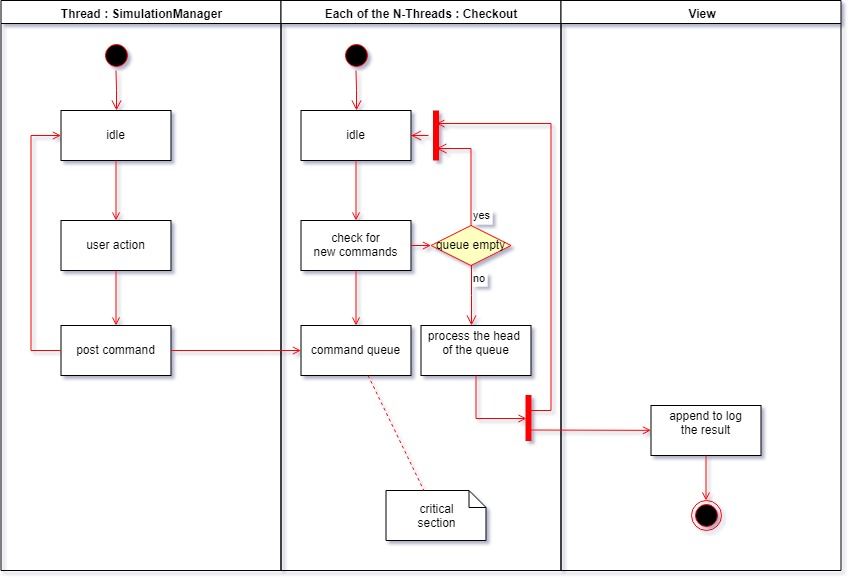 Thread : SimulationManager
Each of the N-Threads : Checkout
View
idle
user action
post command
idle
check for
new commands
queue empty
yes
no
command queue
process the head
of the queue
critical
section
append to log
the result